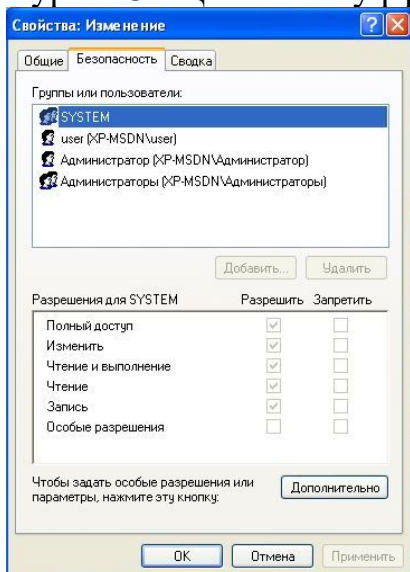 Свойства: Изменение
Общие Безопасность Сводка
Группы или пользователи:
SYSTEM
user (XP-MSDN\user)
Администратор (XP-MSDN\Администратор)
Администраторы (XP-MSDN\Администраторы)
Добавить... Удалить
Разрешения для SYSTEM Разрешить Запретить
Полный доступ
Изменить
Чтение и выполнение
Чтение
Запись
Особые разрешения
Чтобы задать особые разрешения или
параметры, нажмите эту кнопку: Дополнительно
ОК Отмена Применить